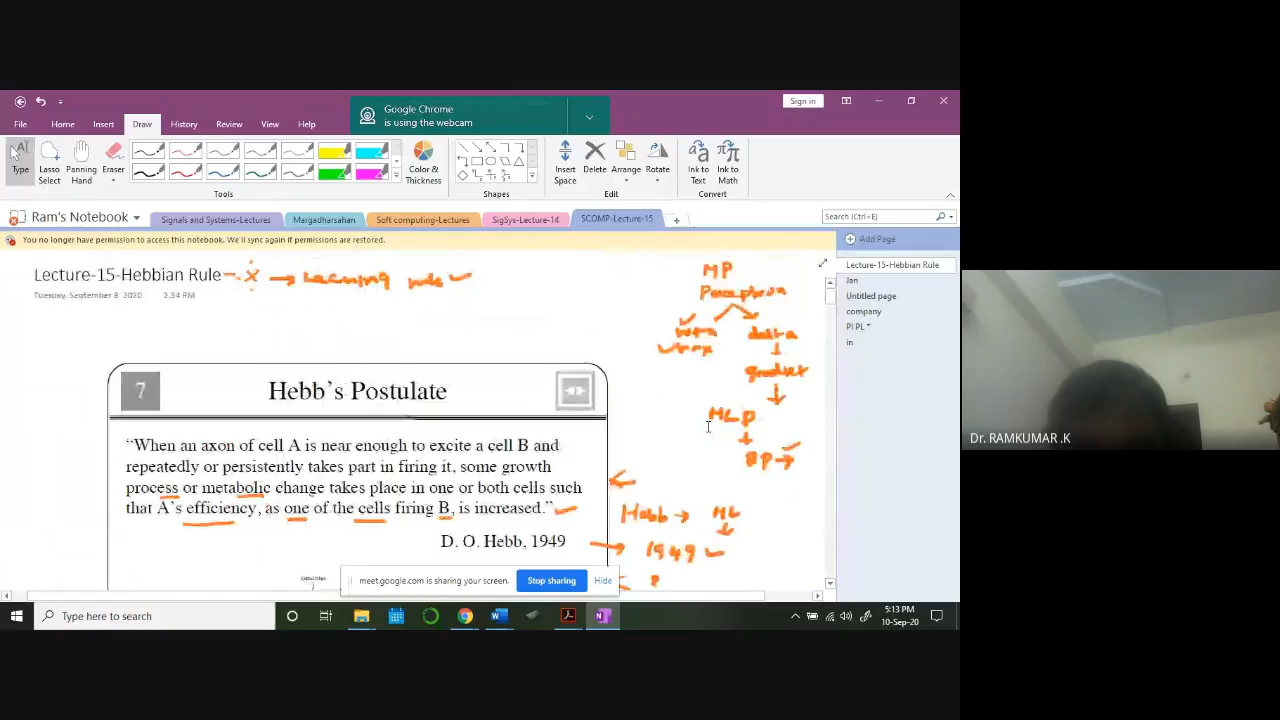 Google Chrome
is using the webcam
Sign in
File Home Insert Draw History Review View Help
Type
Lasso Select
Panning Hand
Eraser
Color & Thickness
Insert Space
Delete
Arrange
Rotate
Ink to Text
Ink to Math
Tools
Shapes
Edit
Convert
Ram's Notebook
Signals and Systems-Lectures
Margadharsahan
Soft computing-Lectures
SigSys-Lecture-14
SCOMP-Lecture-15
Search (Ctrl+E)
You no longer have permission to access this notebook. We'll sync again if permissions are restored.
Add Page
Lecture-15-Hebbian Rule
Jan
Untitled page
company
PI PL
in
Lecture-15-Hebbian Rule → Learning rule
Tuesday, September 8, 2020 2:34 PM
MP
delta
MLP
BP →
7
Hebb's Postulate
"When an axon of cell A is near enough to excite a cell B and
repeatedly or persistently takes part in firing it, some growth
process or metabolic change takes place in one or both cells such
that A's efficiency, as one of the cells firing B, is increased."
D. O. Hebb, 1949
Hebb →
→ 1949
meet.google.com is sharing your screen.
Stop sharing
Hide
Type here to search
5:13 PM
10-Sep-20
Dr. RAMKUMAR .K